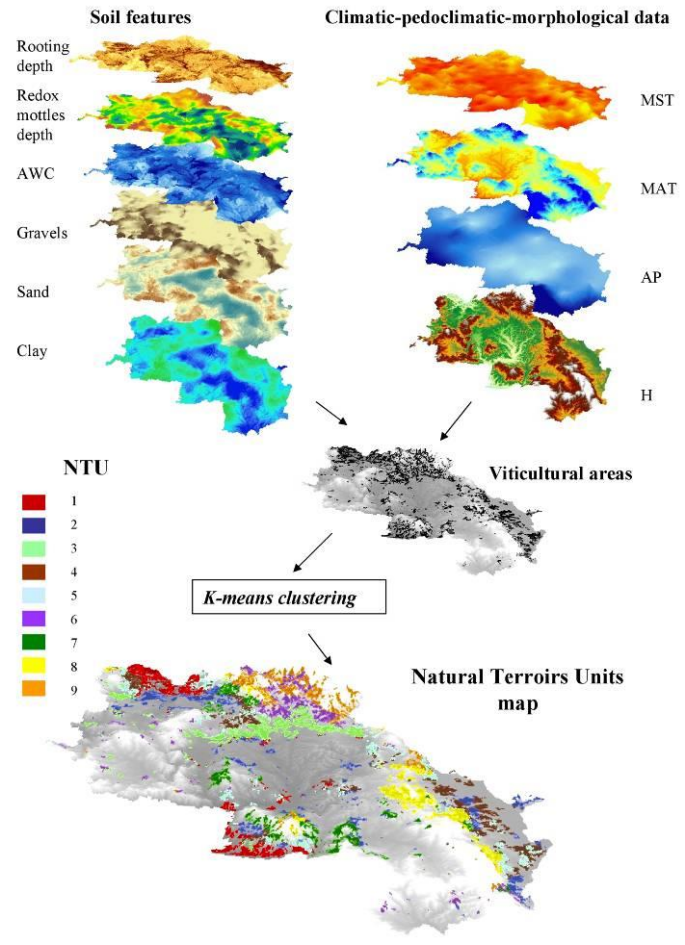 Soil features
Climatic-pedoclimatic-morphological data
Rooting
depth
Redox
mottles
depth
AWC
Gravels
Sand
Clay
MST
MAT
AP
H
Viticultural areas
NTU
1
2
3
4
5
6
7
8
9
K-means clustering
Natural Terroirs Units
map